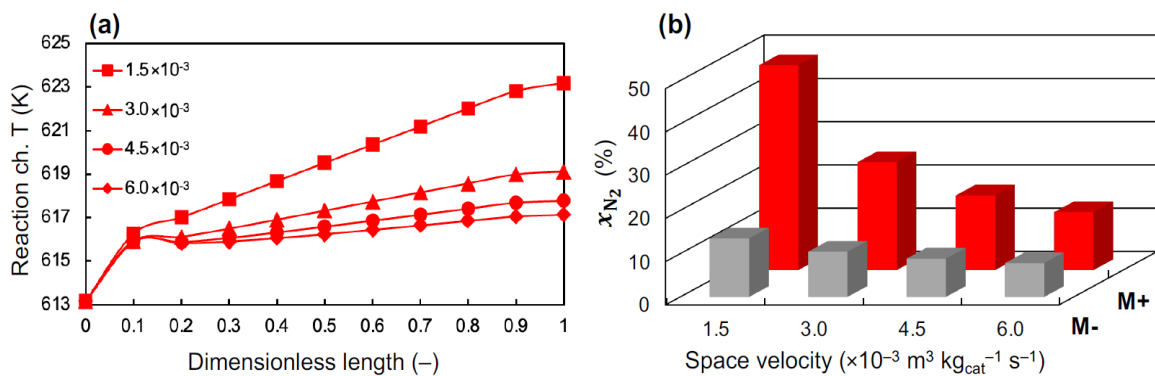 (a)
625
623
621
619
617
615
613
Reaction ch. T (K)
1.5×10⁻³
3.0×10⁻³
4.5×10⁻³
6.0×10⁻³
0 0.1 0.2 0.3 0.4 0.5 0.6 0.7 0.8 0.9 1
Dimensionless length (–)
(b)
50
40
30
20
10
0
x_N₂ (%)
1.5 3.0 4.5 6.0
M-
M+
Space velocity (×10⁻³ m³ kg_cat⁻¹ s⁻¹)